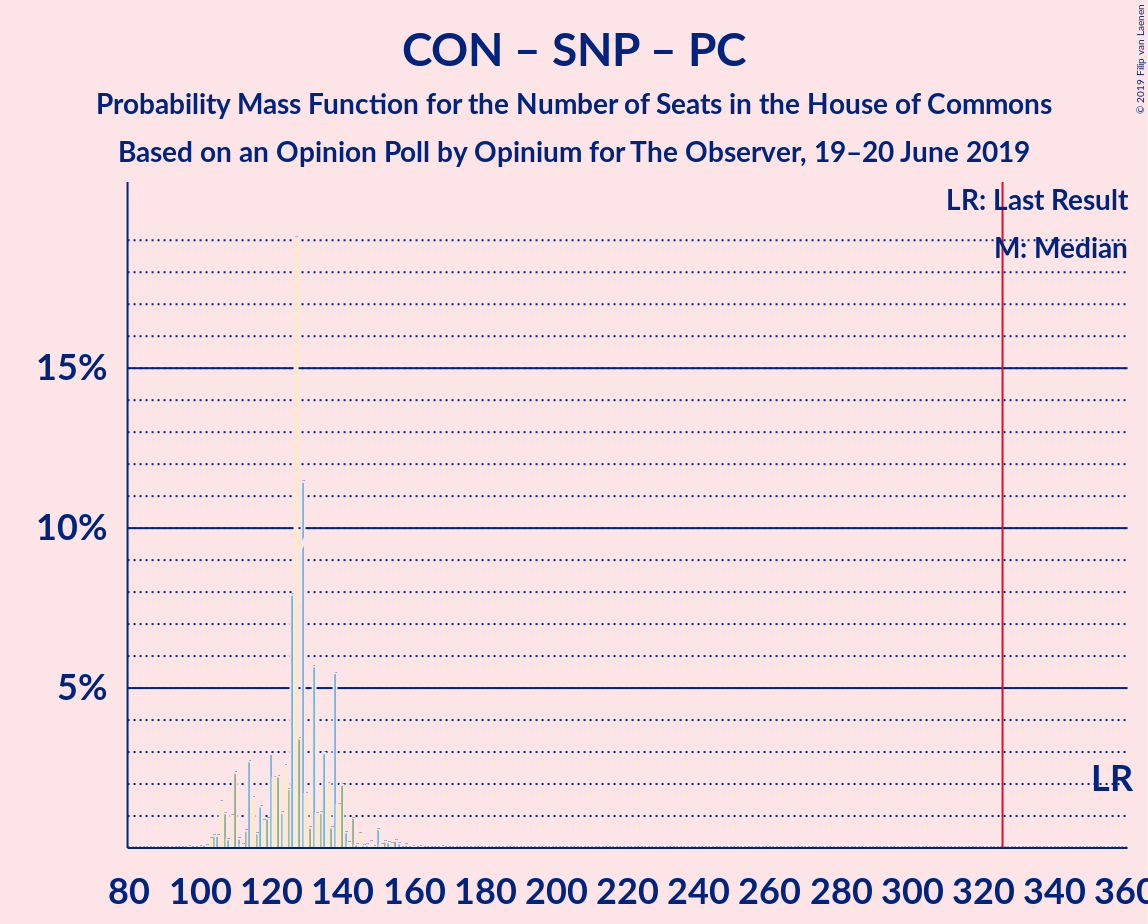 CON – SNP – PC
Probability Mass Function for the Number of Seats in the House of Commons
Based on an Opinion Poll by Opinium for The Observer, 19–20 June 2019
© 2019 Filip van Laenen
LR: Last Result
M: Median
15%
10%
5%
LR
80 100 120 140 160 180 200 220 240 260 280 300 320 340 360